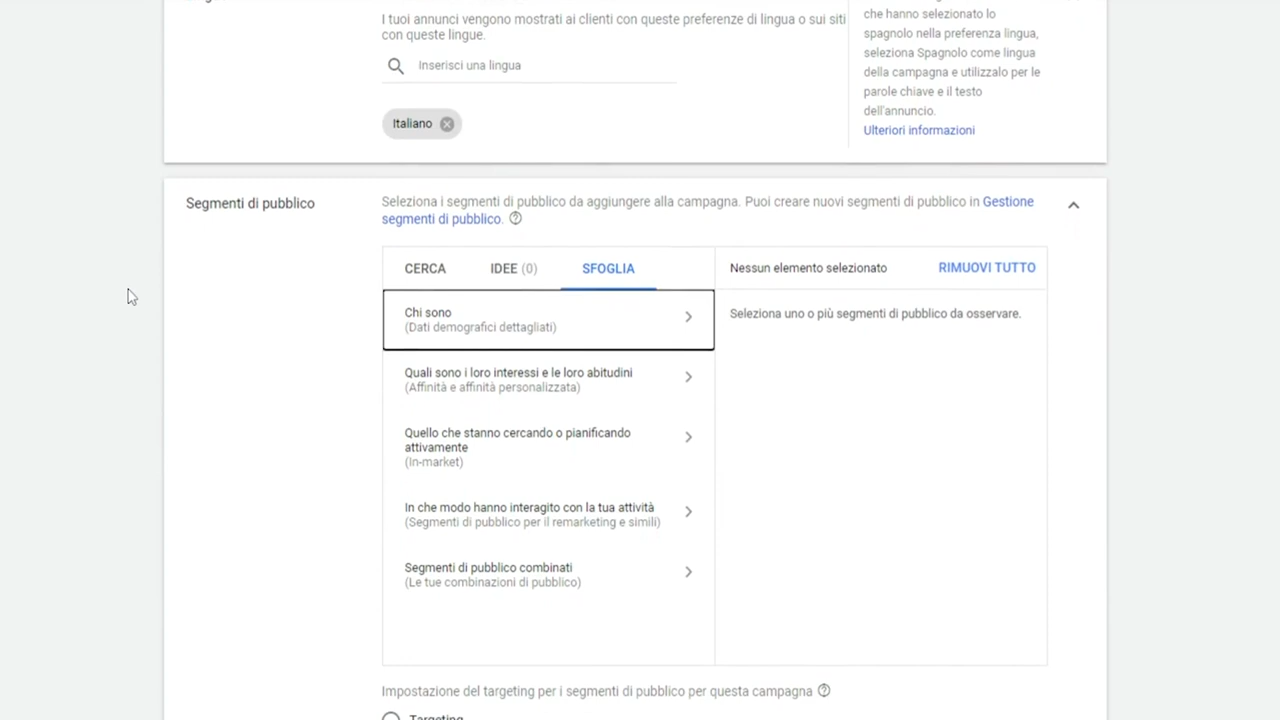 I tuoi annunci vengono mostrati ai clienti con queste preferenze di lingua o sui siti
con queste lingue.
Inserisci una lingua
Italiano
che hanno selezionato lo
spagnolo nella preferenza lingua,
seleziona Spagnolo come lingua
della campagna e utilizzalo per le
parole chiave e il testo
dell'annuncio.
Ulteriori informazioni
Segmenti di pubblico
Seleziona i segmenti di pubblico da aggiungere alla campagna. Puoi creare nuovi segmenti di pubblico in Gestione
segmenti di pubblico.
CERCA
IDEE (0)
SFOGLIA
Nessun elemento selezionato
RIMUOVI TUTTO
Chi sono
(Dati demografici dettagliati)
Seleziona uno o più segmenti di pubblico da osservare.
Quali sono i loro interessi e le loro abitudini
(Affinità e affinità personalizzata)
Quello che stanno cercando o pianificando
attivamente
(In-market)
In che modo hanno interagito con la tua attività
(Segmenti di pubblico per il remarketing e simili)
Segmenti di pubblico combinati
(Le tue combinazioni di pubblico)
Impostazione del targeting per i segmenti di pubblico per questa campagna
Targeting